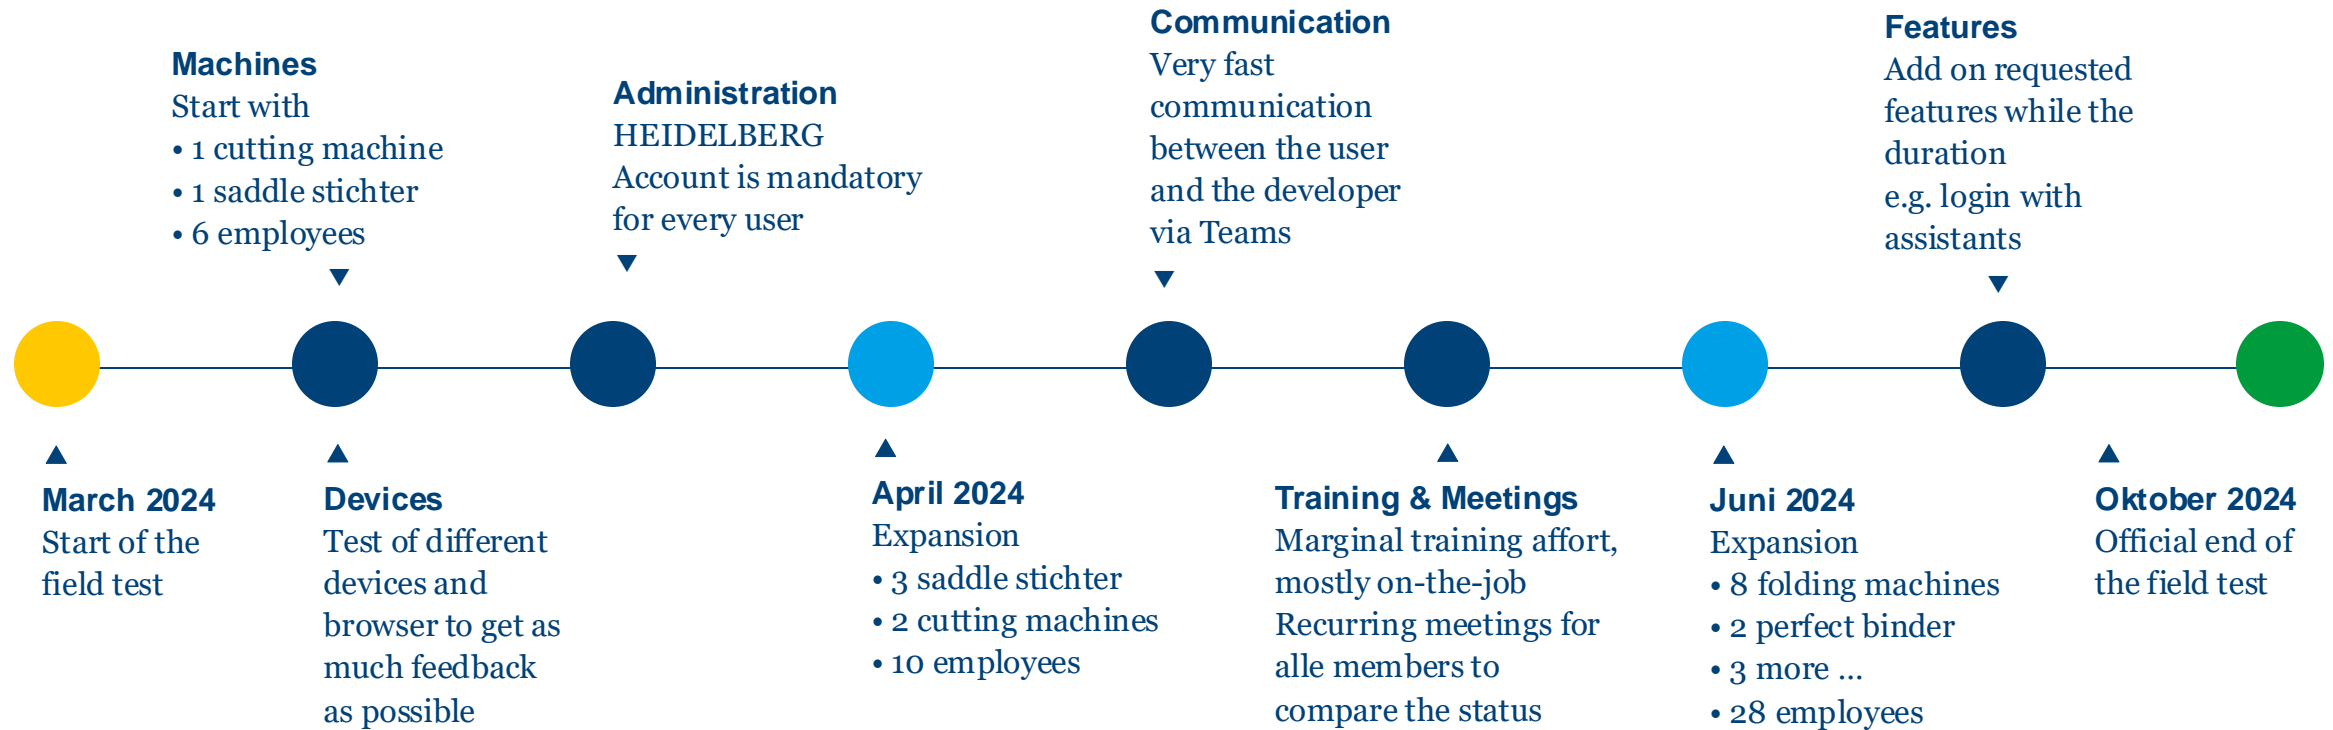 Machines
Start with
• 1 cutting machine
• 1 saddle stichter
• 6 employees
Administration
HEIDELBERG
Account is mandatory
for every user
Communication
Very fast
communication
between the user
and the developer
via Teams
Features
Add on requested
features while the
duration
e.g. login with
assistants
March 2024
Start of the
field test
Devices
Test of different
devices and
browser to get as
much feedback
as possible
April 2024
Expansion
• 3 saddle stichter
• 2 cutting machines
• 10 employees
Training & Meetings
Marginal training affort,
mostly on-the-job
Recurring meetings for
alle members to
compare the status
Juni 2024
Expansion
• 8 folding machines
• 2 perfect binder
• 3 more ...
• 28 employees
Oktober 2024
Official end of
the field test